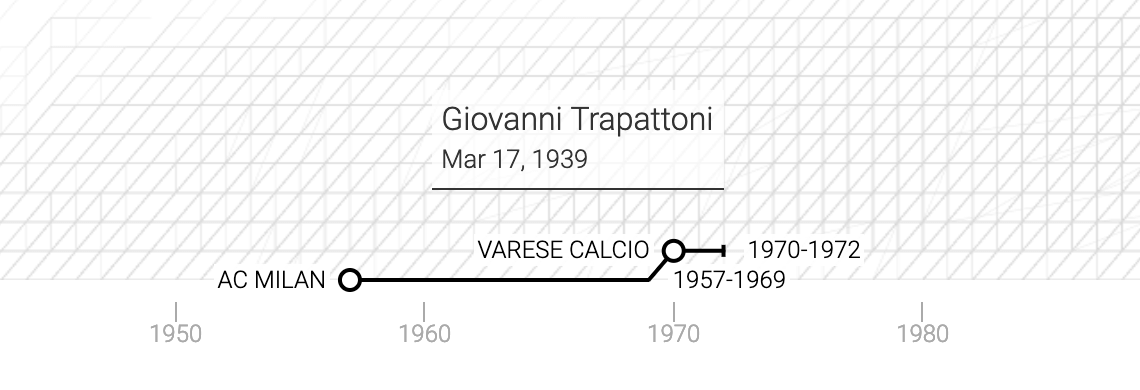 Giovanni Trapattoni
Mar 17, 1939
VARESE CALCIO 1970-1972
AC MILAN 1957-1969
1950 1960 1970 1980